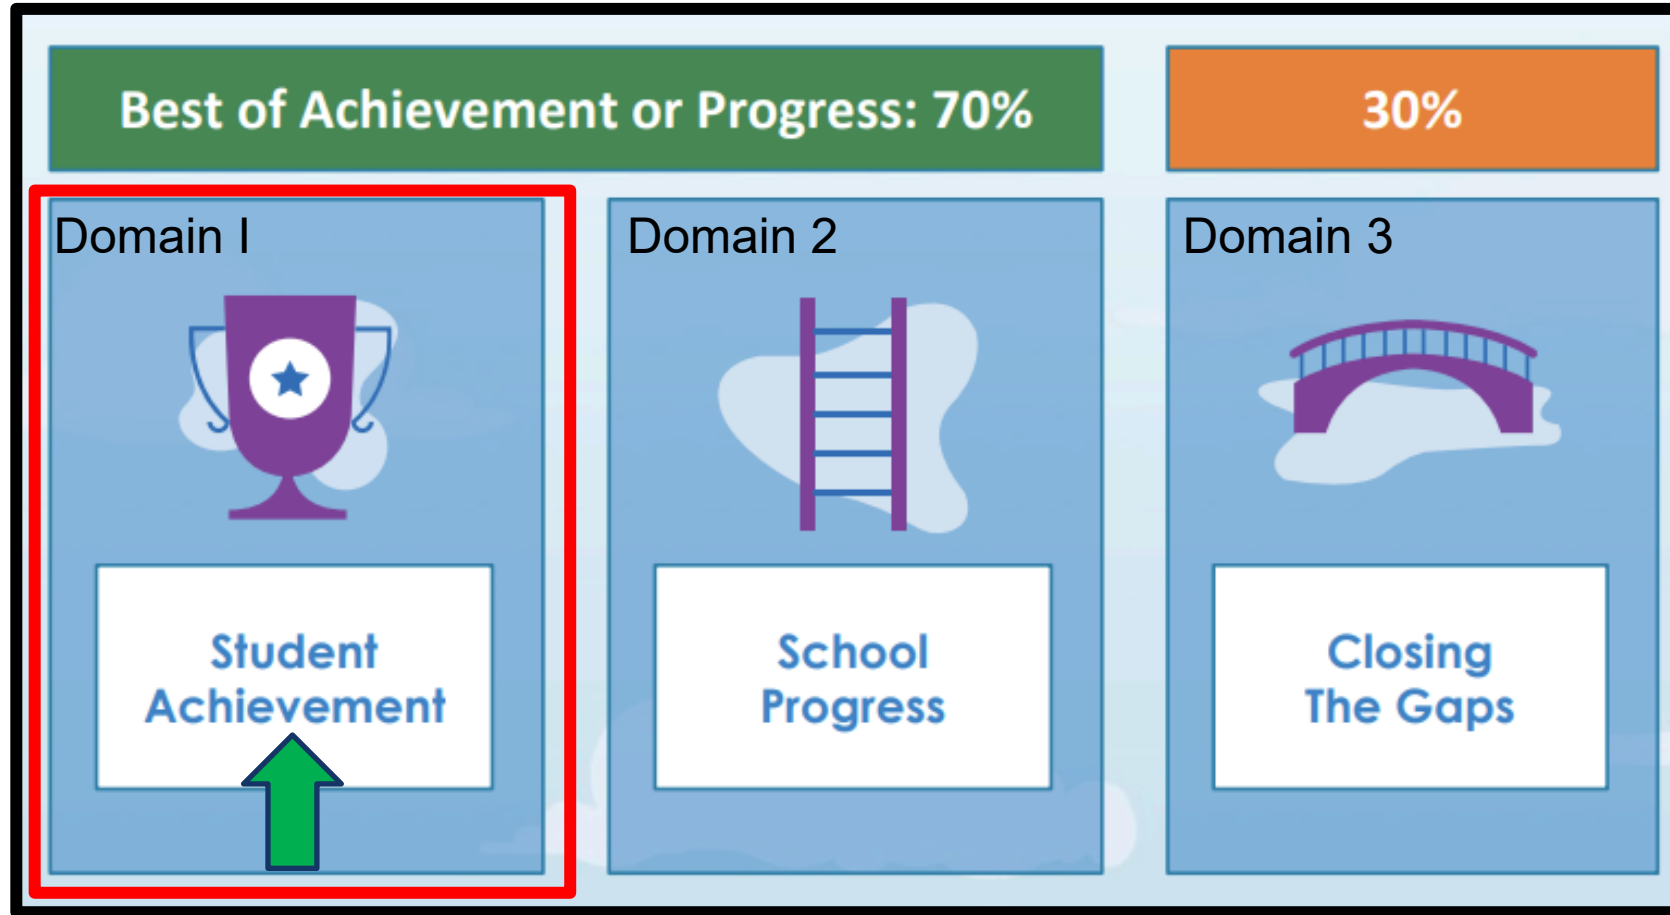 Best of Achievement or Progress: 70%
30%
Domain I
Student
Achievement
Domain 2
School
Progress
Domain 3
Closing
The Gaps